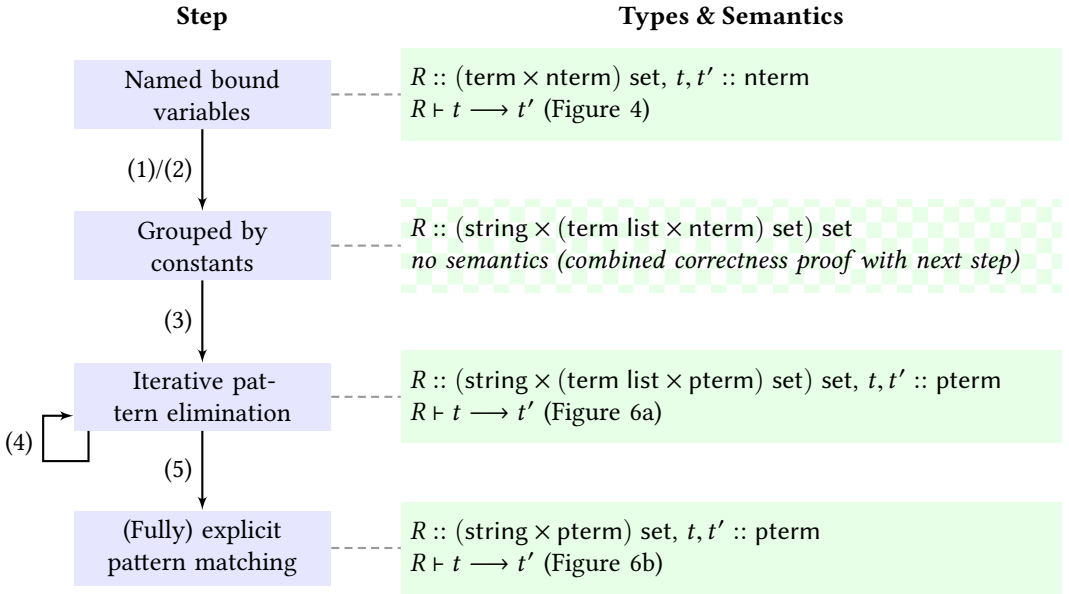 Step
Types & Semantics
Named bound
variables
R :: (term × nterm) set, t, t′ :: nterm
R ⊢ t ⟶ t′ (Figure 4)
(1)/(2)
Grouped by
constants
R :: (string × (term list × nterm) set) set
no semantics (combined correctness proof with next step)
(3)
Iterative pat-
tern elimination
R :: (string × (term list × pterm) set) set, t, t′ :: pterm
R ⊢ t ⟶ t′ (Figure 6a)
(4)
(5)
(Fully) explicit
pattern matching
R :: (string × pterm) set, t, t′ :: pterm
R ⊢ t ⟶ t′ (Figure 6b)